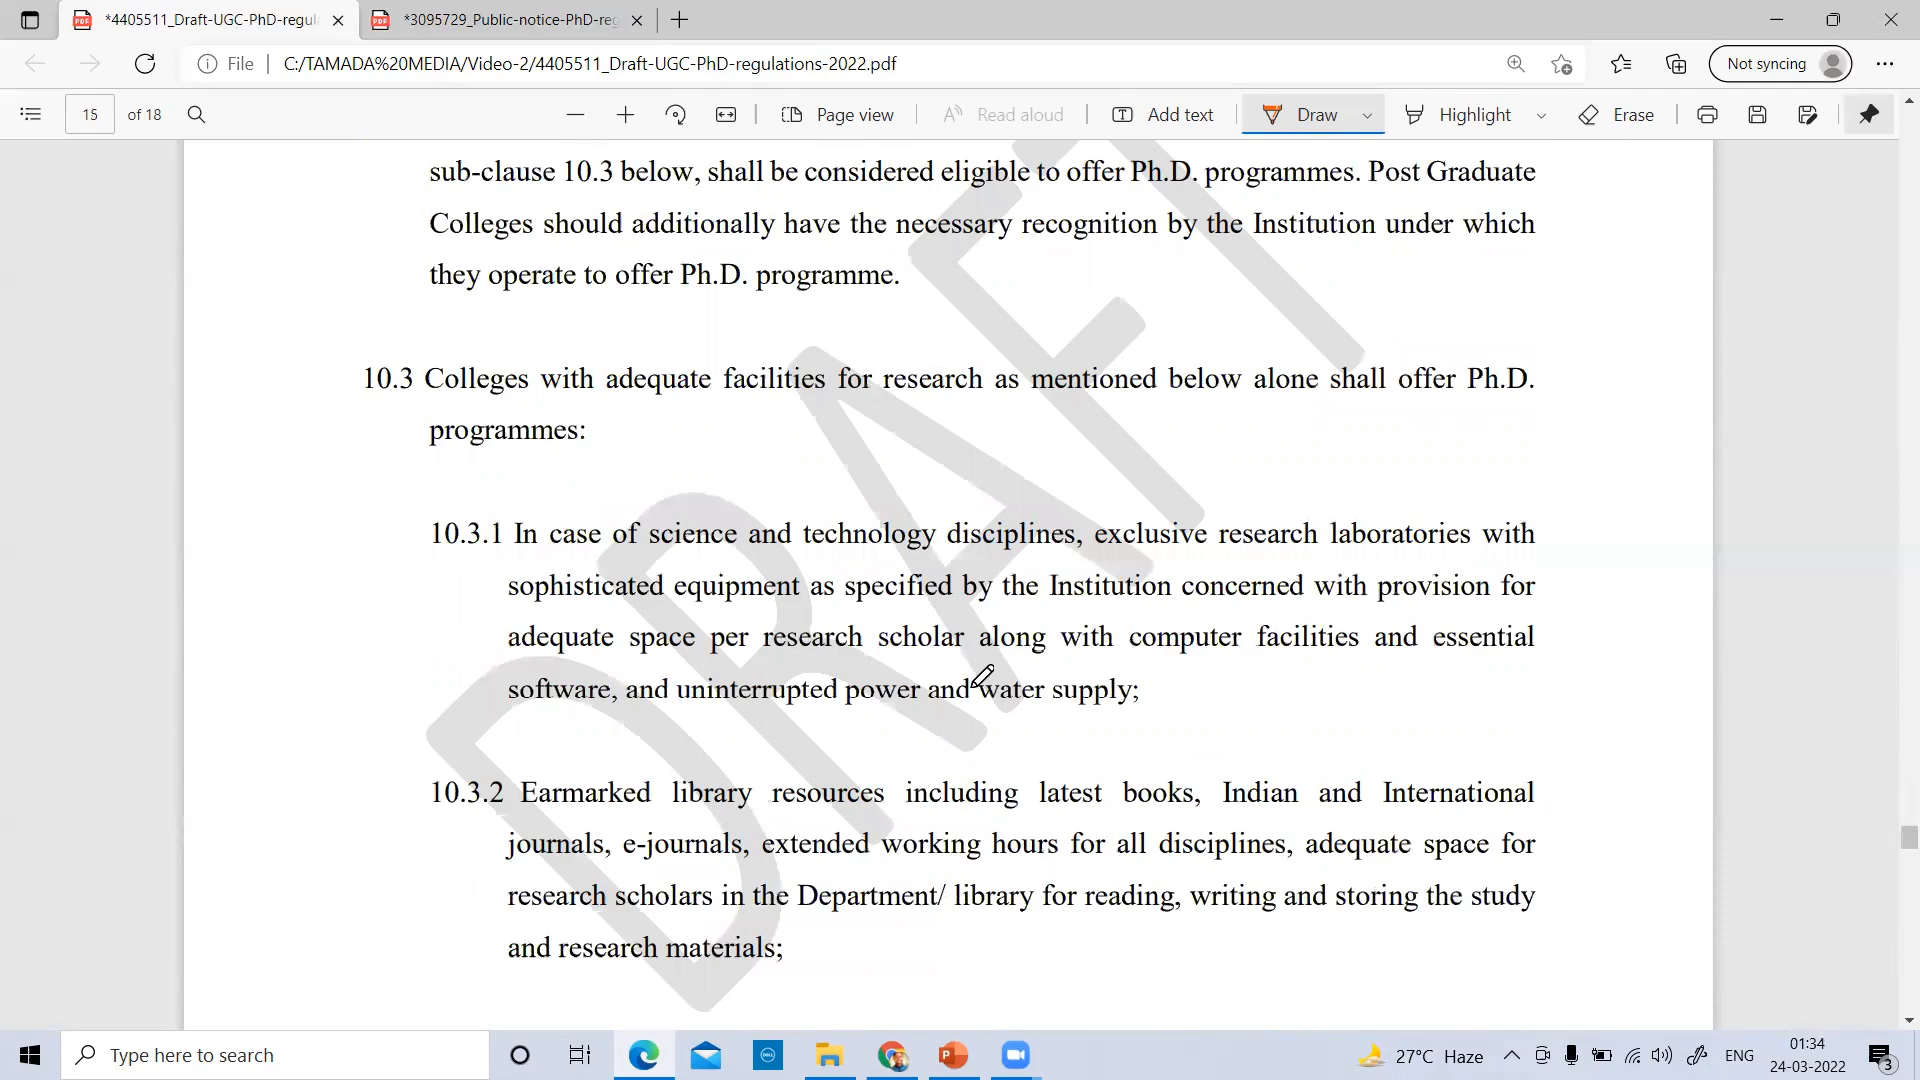 *4405511_Draft-UGC-PhD-regula
*3095729_Public-notice-PhD-reg
File
C:/TAMADA%20MEDIA/Video-2/4405511_Draft-UGC-PhD-regulations-2022.pdf
Not syncing
15 of 18
Page view
Read aloud
Add text
Draw
Highlight
Erase
sub-clause 10.3 below, shall be considered eligible to offer Ph.D. programmes. Post Graduate
Colleges should additionally have the necessary recognition by the Institution under which
they operate to offer Ph.D. programme.
10.3 Colleges with adequate facilities for research as mentioned below alone shall offer Ph.D.
programmes:
10.3.1 In case of science and technology disciplines, exclusive research laboratories with
sophisticated equipment as specified by the Institution concerned with provision for
adequate space per research scholar along with computer facilities and essential
software, and uninterrupted power and water supply;
10.3.2 Earmarked library resources including latest books, Indian and International
journals, e-journals, extended working hours for all disciplines, adequate space for
research scholars in the Department/ library for reading, writing and storing the study
and research materials;
DRAFT
Type here to search
27°C Haze
ENG
01:34
24-03-2022
3